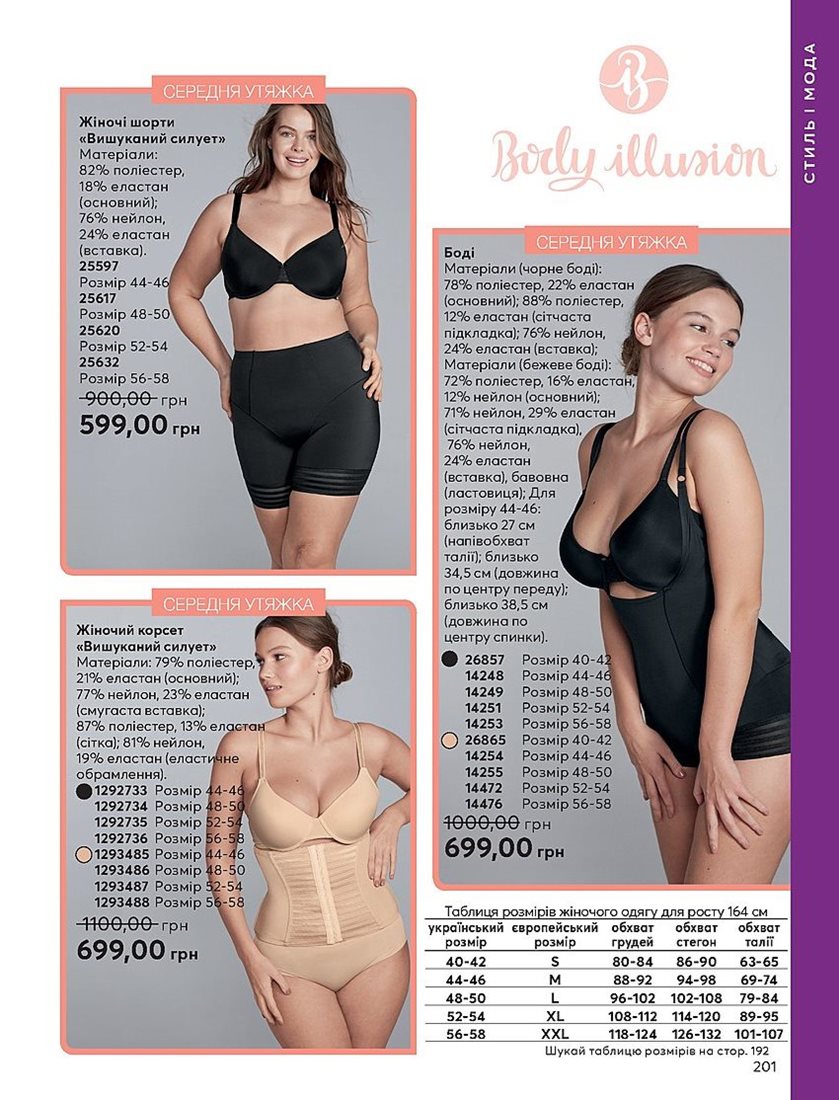 СТИЛЬ І МОДА
Body illusion
СЕРЕДНЯ УТЯЖКА
Жіночі шорти
«Вишуканий силует»
Матеріали:
82% поліестер,
18% еластан
(основний);
76% нейлон,
24% еластан
(вставка).
25597
Розмір 44-46
25617
Розмір 48-50
25620
Розмір 52-54
25632
Розмір 56-58
900,00 грн
599,00 грн
СЕРЕДНЯ УТЯЖКА
Жіночий корсет
«Вишуканий силует»
Матеріали: 79% поліестер,
21% еластан (основний);
77% нейлон, 23% еластан
(смугаста вставка);
87% поліестер, 13% еластан
(сітка); 81% нейлон,
19% еластан (еластичне
обрамлення).
1292733 Розмір 44-46
1292734 Розмір 48-50
1292735 Розмір 52-54
1292736 Розмір 56-58
1293485 Розмір 44-46
1293486 Розмір 48-50
1293487 Розмір 52-54
1293488 Розмір 56-58
1100,00 грн
699,00 грн
СЕРЕДНЯ УТЯЖКА
Боді
Матеріали (чорне боді):
78% поліестер, 22% еластан
(основний); 88% поліестер,
12% еластан (сітчаста
підкладка); 76% нейлон,
24% еластан (вставка);
Матеріали (бежеве боді):
72% поліестер, 16% еластан,
12% нейлон (основний);
71% нейлон, 29% еластан
(сітчаста підкладка),
76% нейлон,
24% еластан
(вставка), бавовна
(ластовиця); Для
розміру 44-46:
близько 27 см
(напівобхват
талії); близько
34,5 см (довжина
по центру переду);
близько 38,5 см
(довжина по
центру спинки).
26857 Розмір 40-42
14248 Розмір 44-46
14249 Розмір 48-50
14251 Розмір 52-54
14253 Розмір 56-58
26865 Розмір 40-42
14254 Розмір 44-46
14255 Розмір 48-50
14472 Розмір 52-54
14476 Розмір 56-58
1000,00 грн
699,00 грн
Таблиця розмірів жіночого одягу для росту 164 см
український європейський обхват обхват обхват
розмір розмір грудей стегон талії
40-42 S 80-84 86-90 63-65
44-46 M 88-92 94-98 69-74
48-50 L 96-102 102-108 79-84
52-54 XL 108-112 114-120 89-95
56-58 XXL 118-124 126-132 101-107
Шукай таблицю розмірів на стор. 192
201